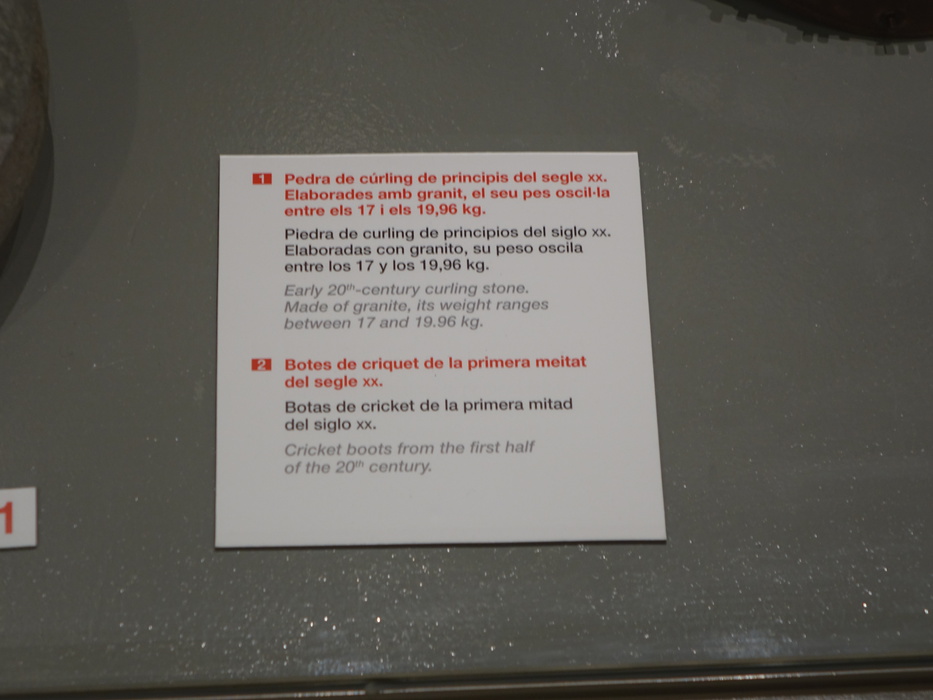 1 Pedra de cúrling de principis del segle xx.
Elaborades amb granit, el seu pes oscil·la
entre els 17 i els 19,96 kg.
Piedra de curling de principios del siglo xx.
Elaboradas con granito, su peso oscila
entre los 17 y los 19,96 kg.
Early 20th-century curling stone.
Made of granite, its weight ranges
between 17 and 19.96 kg.
2 Botes de criquet de la primera meitat
del segle xx.
Botas de cricket de la primera mitad
del siglo xx.
Cricket boots from the first half
of the 20th century.
1